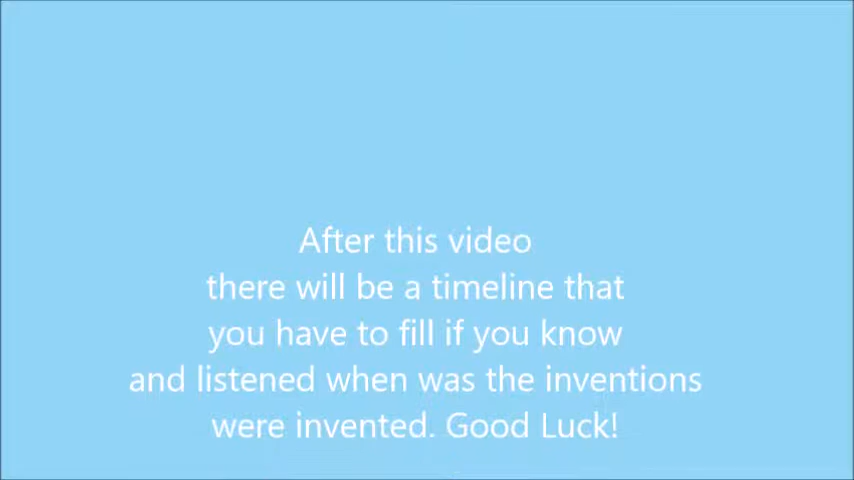 After this video
there will be a timeline that
you have to fill if you know
and listened when was the inventions
were invented. Good Luck!